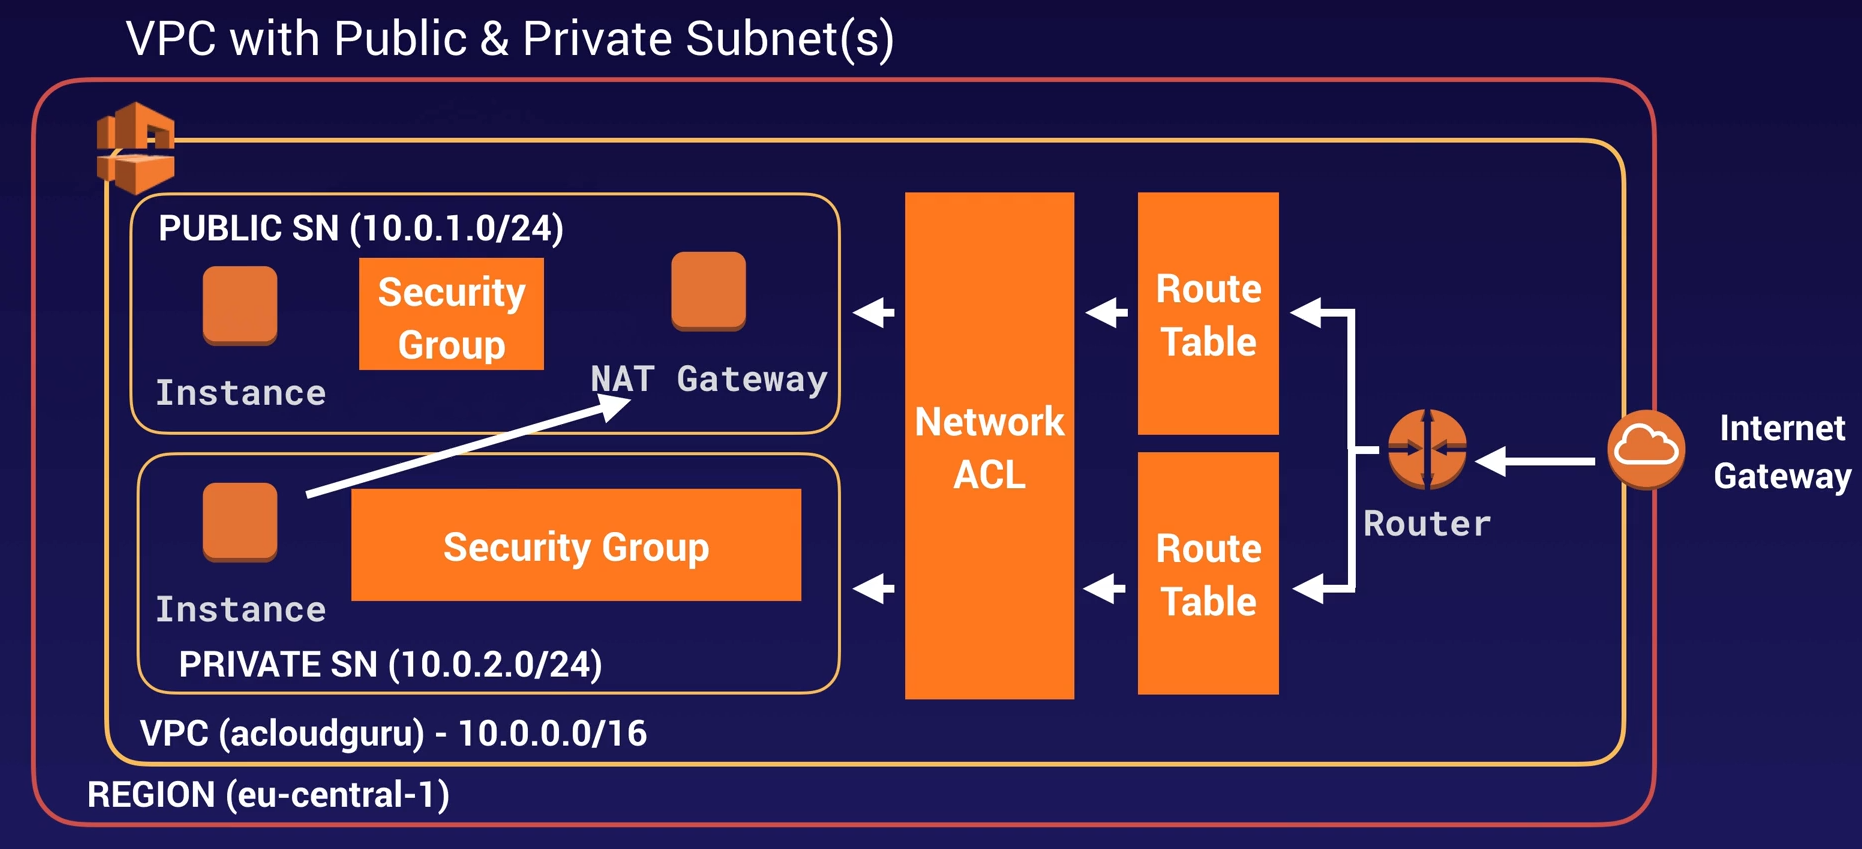 VPC with Public & Private Subnet(s)
PUBLIC SN (10.0.1.0/24)
Security
Group
Instance
NAT Gateway
Security Group
Instance
PRIVATE SN (10.0.2.0/24)
VPC (acloudguru) - 10.0.0.0/16
REGION (eu-central-1)
Network
ACL
Route
Table
Route
Table
Router
Internet
Gateway